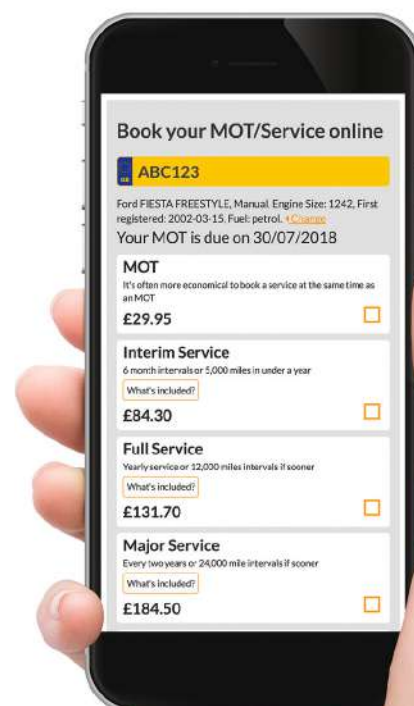 Book your MOT/Service online
GB
ABC123
Ford FIESTA FREESTYLE, Manual Engine Size: 1242, First
registered: 2002-03-15. Fuel: petrol. Change
Your MOT is due on 30/07/2018
MOT
It's often more economical to book a service at the same time as
an MOT
£29.95
Interim Service
6 month intervals or 5,000 miles in under a year
What's included?
£84.30
Full Service
Yearly service or 12,000 miles intervals if sooner
What's included?
£131.70
Major Service
Every two years or 24,000 mile intervals if sooner
What's included?
£184.50